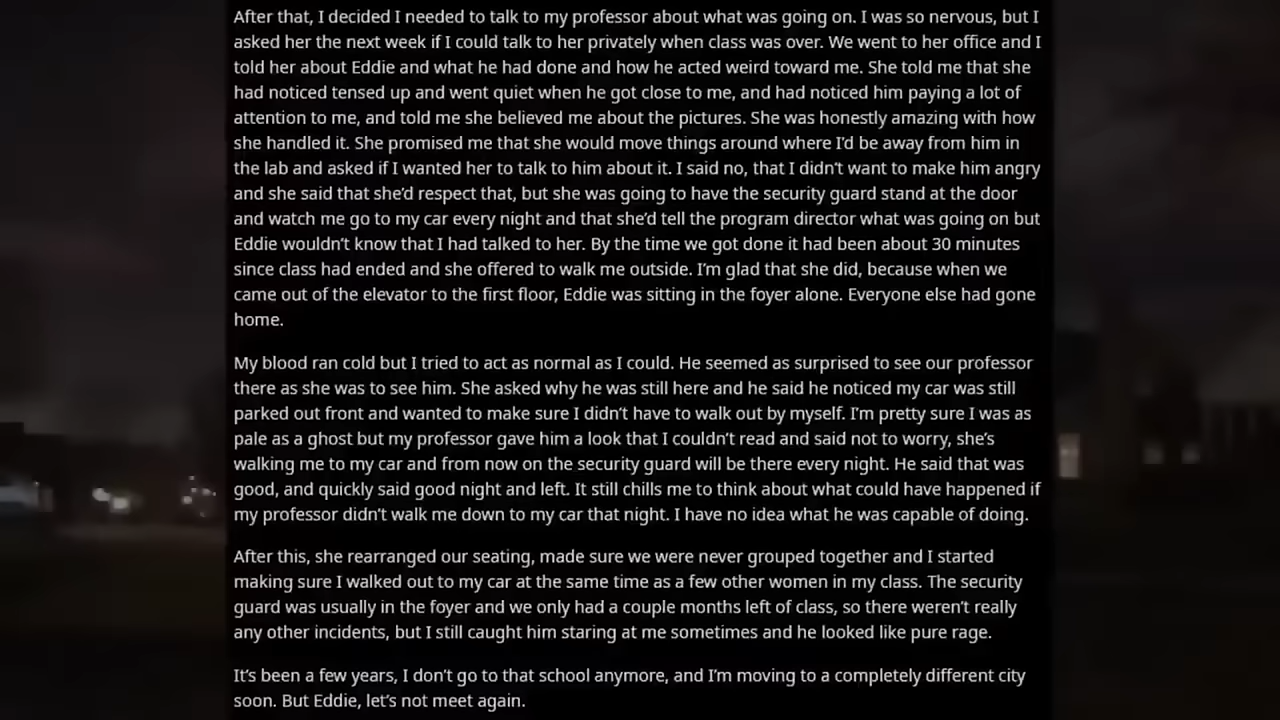 After that, I decided I needed to talk to my professor about what was going on. I was so nervous, but I
asked her the next week if I could talk to her privately when class was over. We went to her office and I
told her about Eddie and what he had done and how he acted weird toward me. She told me that she
had noticed tensed up and went quiet when he got close to me, and had noticed him paying a lot of
attention to me, and told me she believed me about the pictures. She was honestly amazing with how
she handled it. She promised me that she would move things around where I’d be away from him in
the lab and asked if I wanted her to talk to him about it. I said no, that I didn’t want to make him angry
and she said that she’d respect that, but she was going to have the security guard stand at the door
and watch me go to my car every night and that she’d tell the program director what was going on but
Eddie wouldn’t know that I had talked to her. By the time we got done it had been about 30 minutes
since class had ended and she offered to walk me outside. I’m glad that she did, because when we
came out of the elevator to the first floor, Eddie was sitting in the foyer alone. Everyone else had gone
home.
My blood ran cold but I tried to act as normal as I could. He seemed as surprised to see our professor
there as she was to see him. She asked why he was still here and he said he noticed my car was still
parked out front and wanted to make sure I didn’t have to walk out by myself. I’m pretty sure I was as
pale as a ghost but my professor gave him a look that I couldn’t read and said not to worry, she’s
walking me to my car and from now on the security guard will be there every night. He said that was
good, and quickly said good night and left. It still chills me to think about what could have happened if
my professor didn’t walk me down to my car that night. I have no idea what he was capable of doing.
After this, she rearranged our seating, made sure we were never grouped together and I started
making sure I walked out to my car at the same time as a few other women in my class. The security
guard was usually in the foyer and we only had a couple months left of class, so there weren’t really
any other incidents, but I still caught him staring at me sometimes and he looked like pure rage.
It’s been a few years, I don’t go to that school anymore, and I’m moving to a completely different city
soon. But Eddie, let’s not meet again.